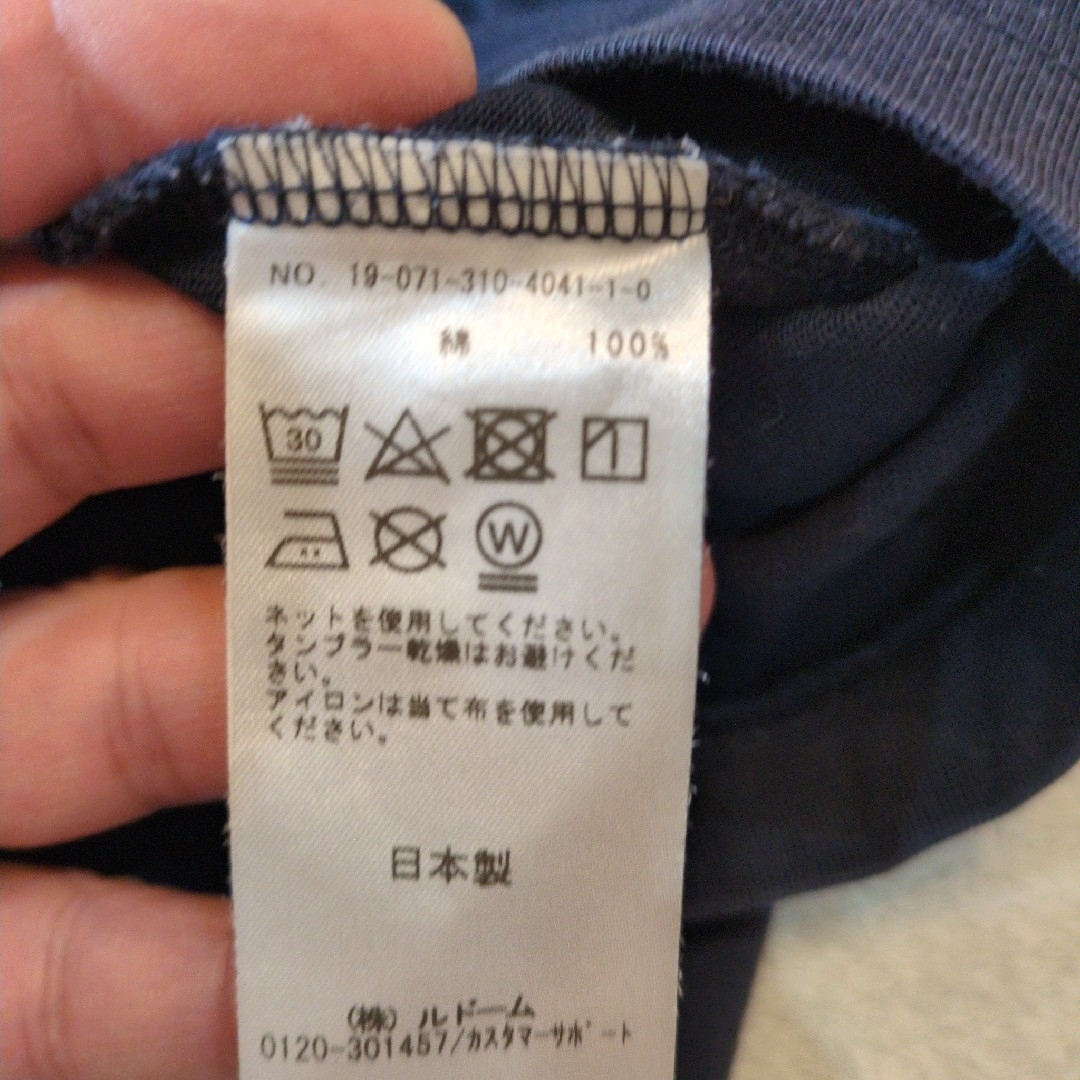 NO. 19-071-310-4041-1-0
綿 100%
30
W
ネットを使用してください。
タンブラー乾燥はお避けくだ
さい。
アイロンは当て布を使用して
ください。
日本製
(株) ルドーム
0120-301457/カスタマーサポート